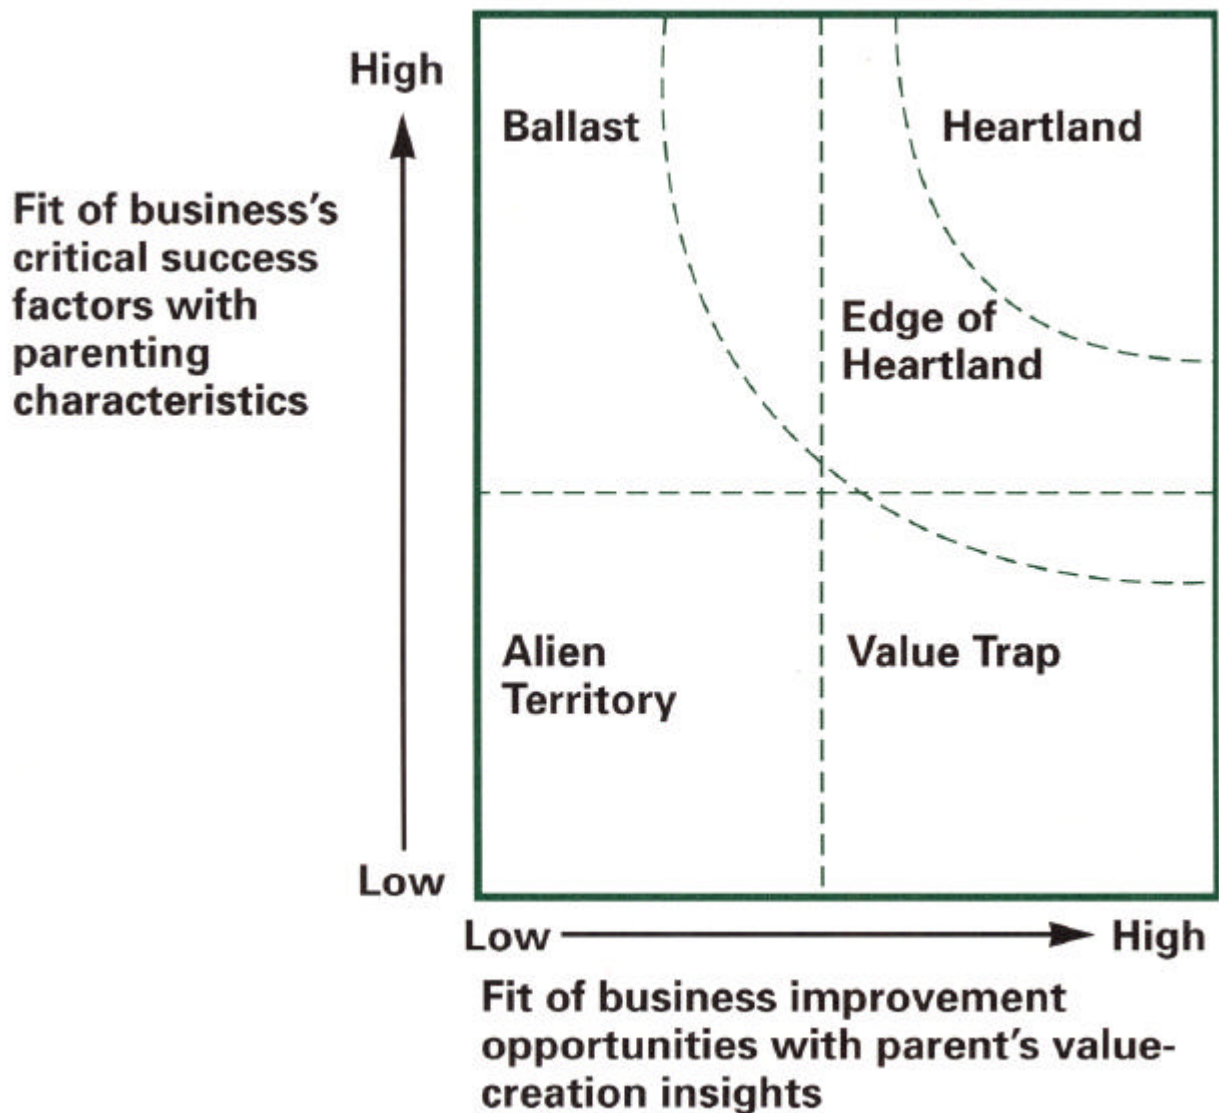 High
Ballast
Heartland
Fit of business's
critical success
factors with
parenting
characteristics
Edge of
Heartland
Alien
Territory
Value Trap
Low
Low
High
Fit of business improvement
opportunities with parent's value-
creation insights